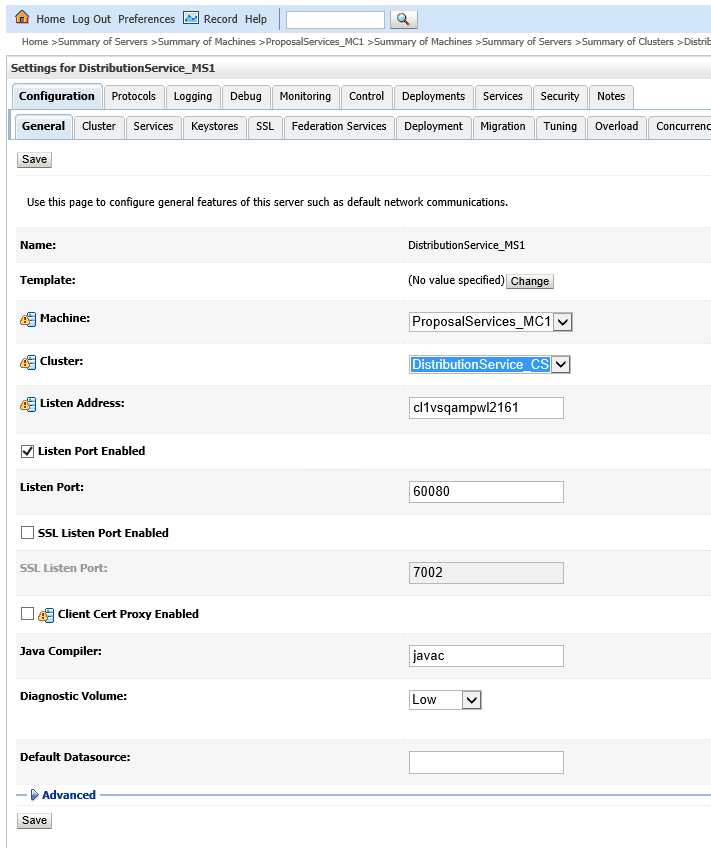 Home Log Out Preferences Record Help
Home >Summary of Servers >Summary of Machines >ProposalServices_MC1 >Summary of Machines >Summary of Servers >Summary of Clusters >Distrib
Settings for DistributionService_MS1
Configuration Protocols Logging Debug Monitoring Control Deployments Services Security Notes
General Cluster Services Keystores SSL Federation Services Deployment Migration Tuning Overload Concurrenc
Save
Use this page to configure general features of this server such as default network communications.
Name: DistributionService_MS1
Template: (No value specified) Change
Machine: ProposalServices_MC1
Cluster: DistributionService_CS
Listen Address: cl1vsqampwl2161
Listen Port Enabled
Listen Port: 60080
SSL Listen Port Enabled
SSL Listen Port: 7002
Client Cert Proxy Enabled
Java Compiler: javac
Diagnostic Volume: Low
Default Datasource:
Advanced
Save